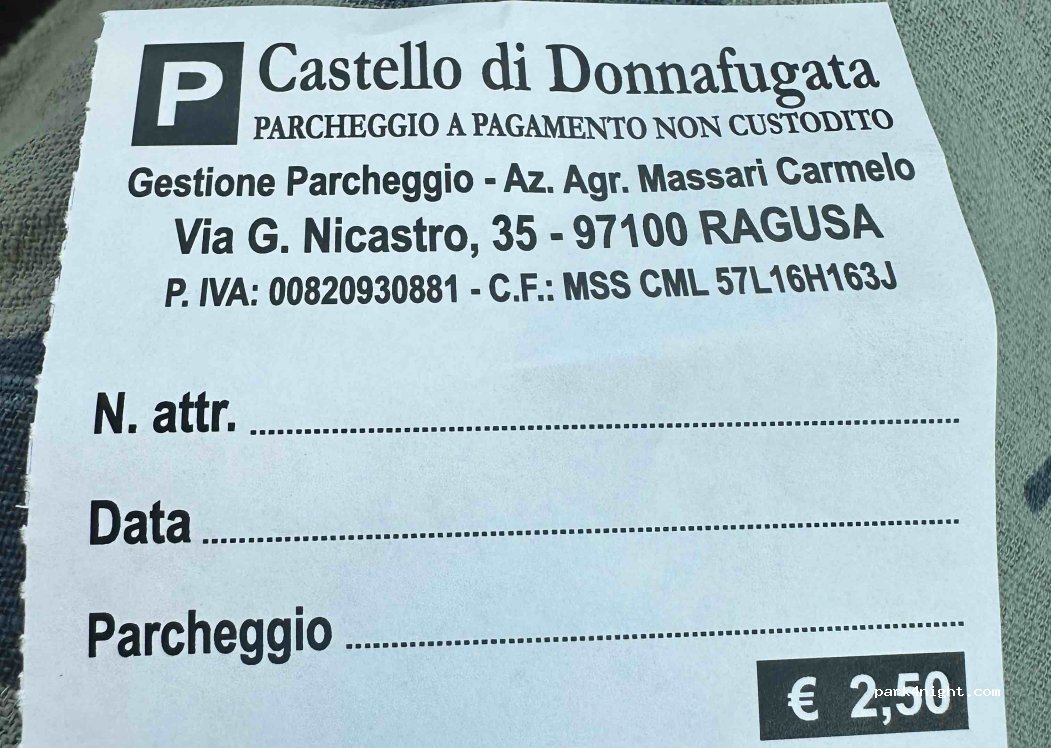 P Castello di Donnafugata
PARCHEGGIO A PAGAMENTO NON CUSTODITO
Gestione Parcheggio - Az. Agr. Massari Carmelo
Via G. Nicastro, 35 - 97100 RAGUSA
P. IVA: 00820930881 - C.F.: MSS CML 57L16H163J
N. attr. ........................................
Data ........................................
Parcheggio ........................................
€ 2,50
park4night.com